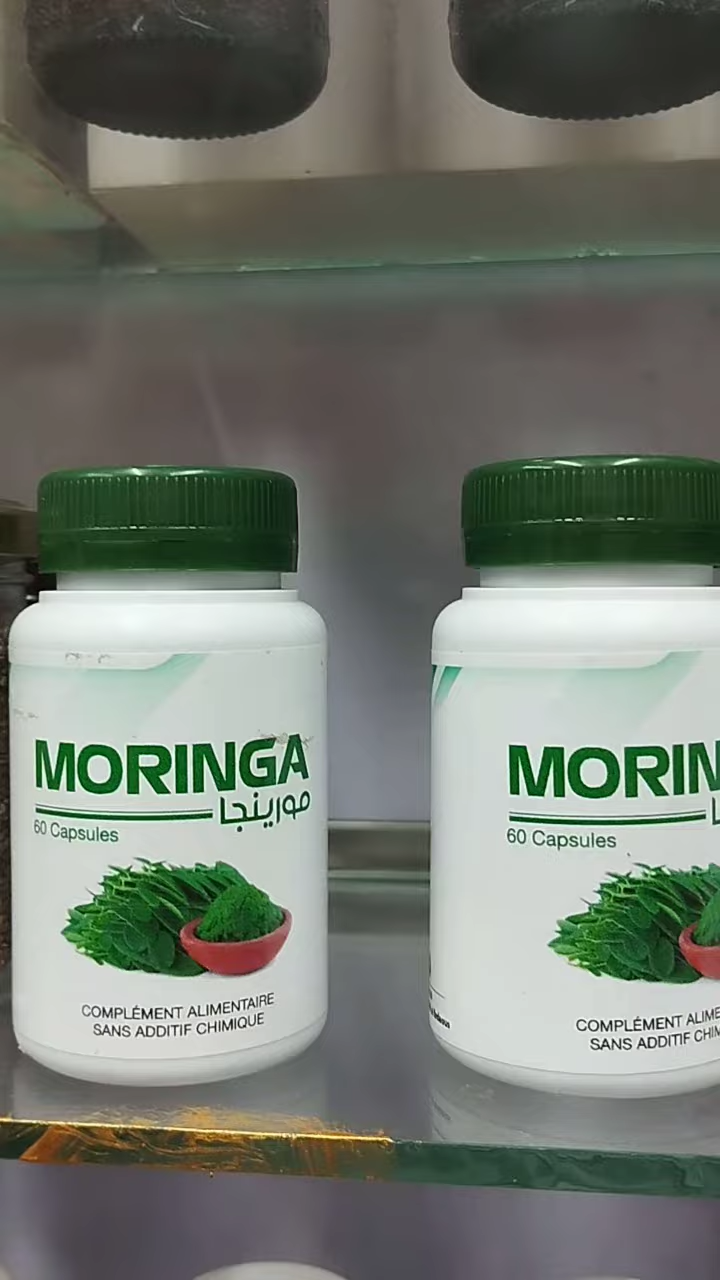 MORINGA
مورينجا
60 Capsules
COMPLÉMENT ALIMENTAIRE
SANS ADDITIF CHIMIQUE
MORIN
60 Capsules
COMPLÉMENT ALIME
SANS ADDITIF CHIM